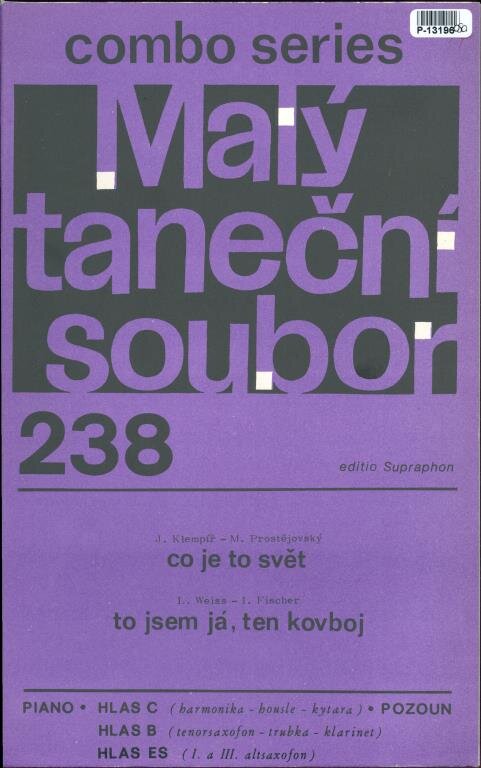 combo series
P-13196
Malý
taneční
soubor
238
editio Supraphon
J. Klempíř - M. Prostějovský
co je to svět
L. Weiss - I. Fischer
to jsem já, ten kovboj
PIANO • HLAS C (harmonika - housle - kytara) • POZOUN
HLAS B (tenorsaxofon - trubka - klarinet)
HLAS ES (I. a III. altsaxofon)